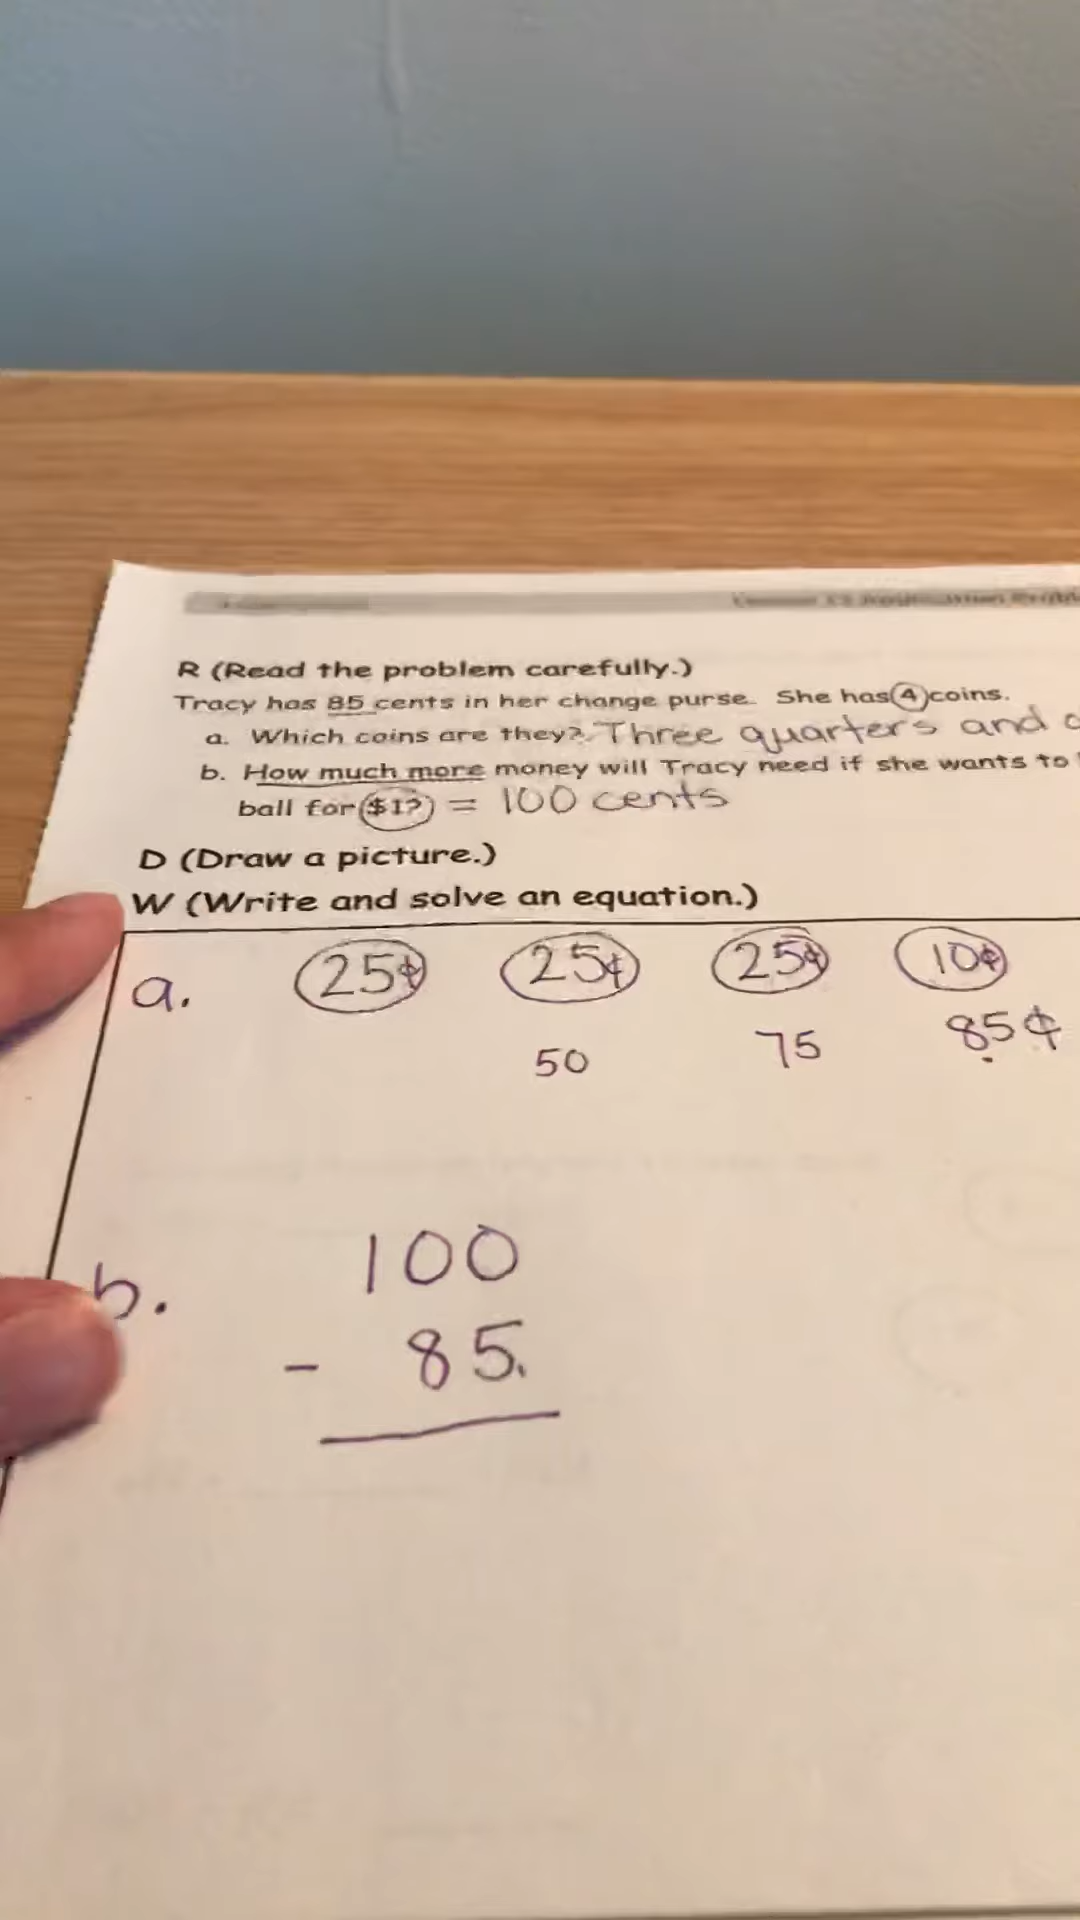 R (Read the problem carefully.)
Tracy has 85 cents in her change purse. She has 4 coins.
a. Which coins are they? Three quarters and
b. How much more money will Tracy need if she wants to
ball for $1? = 100 cents
D (Draw a picture.)
W (Write and solve an equation.)
a. 25¢ 25¢ 25¢ 10¢
50 75 85¢
b. 100
- 85.